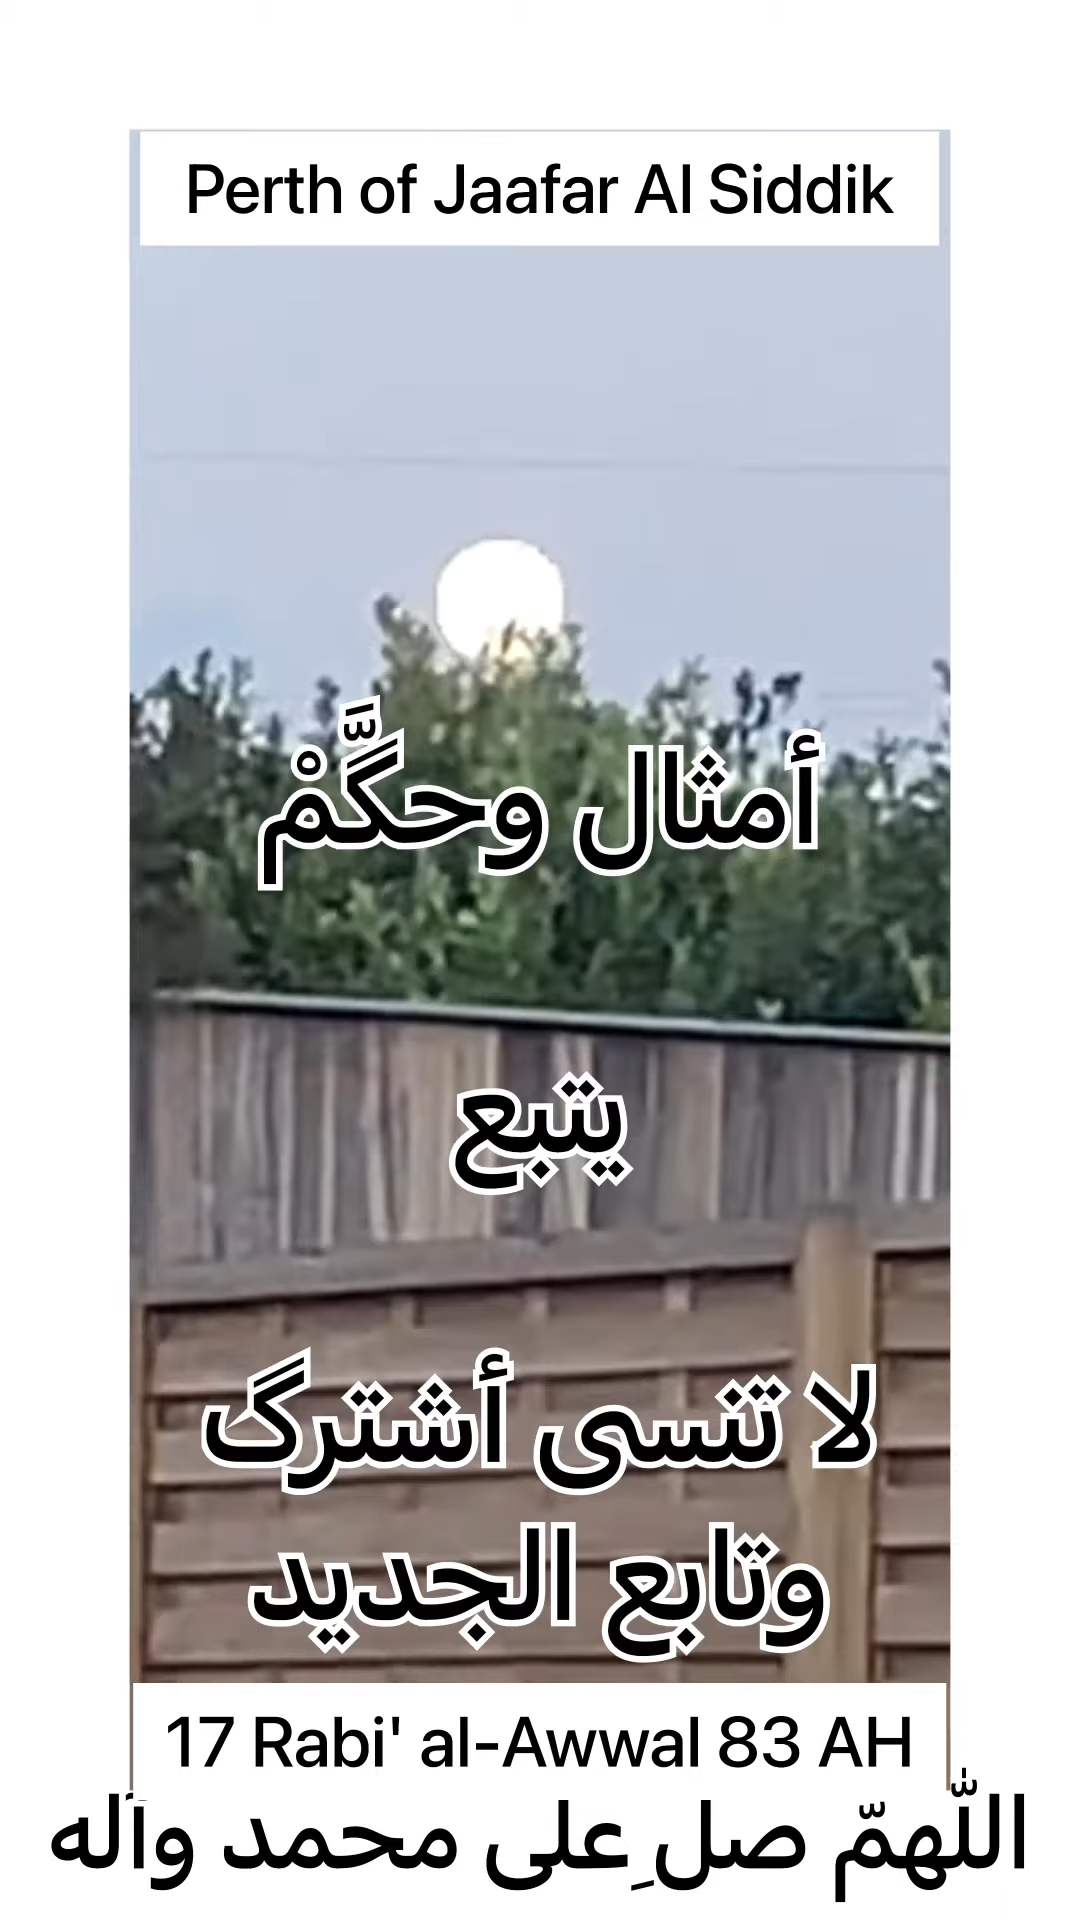 Perth of Jaafar Al Siddik
أمثال وحگَّمْ
يتبع
لا تنسى أشترگ
وتابع الجديد
17 Rabi' al-Awwal 83 AH
اللّٰهمّ صلِ على محمد وآله